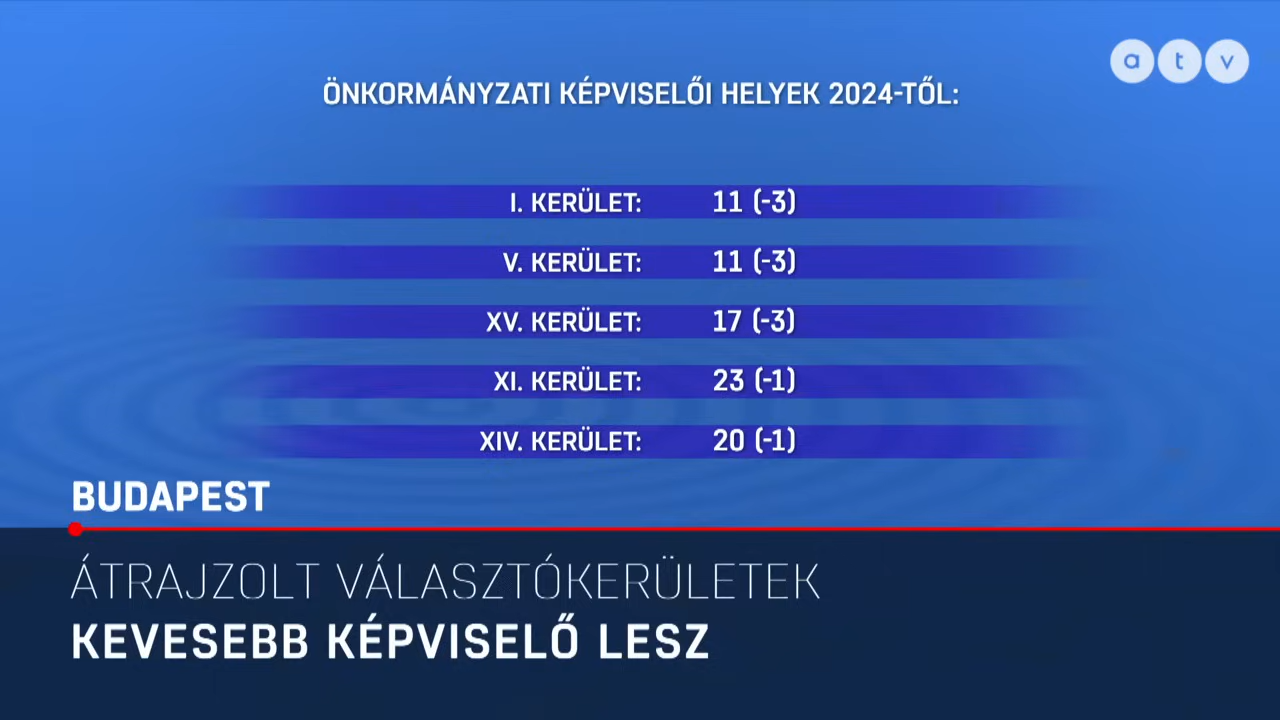 atv
ÖNKORMÁNYZATI KÉPVISELŐI HELYEK 2024-TŐL:
I. KERÜLET: 11 (-3)
V. KERÜLET: 11 (-3)
XV. KERÜLET: 17 (-3)
XI. KERÜLET: 23 (-1)
XIV. KERÜLET: 20 (-1)
BUDAPEST
ÁTRAJZOLT VÁLASZTÓKERÜLETEK
KEVESEBB KÉPVISELŐ LESZ